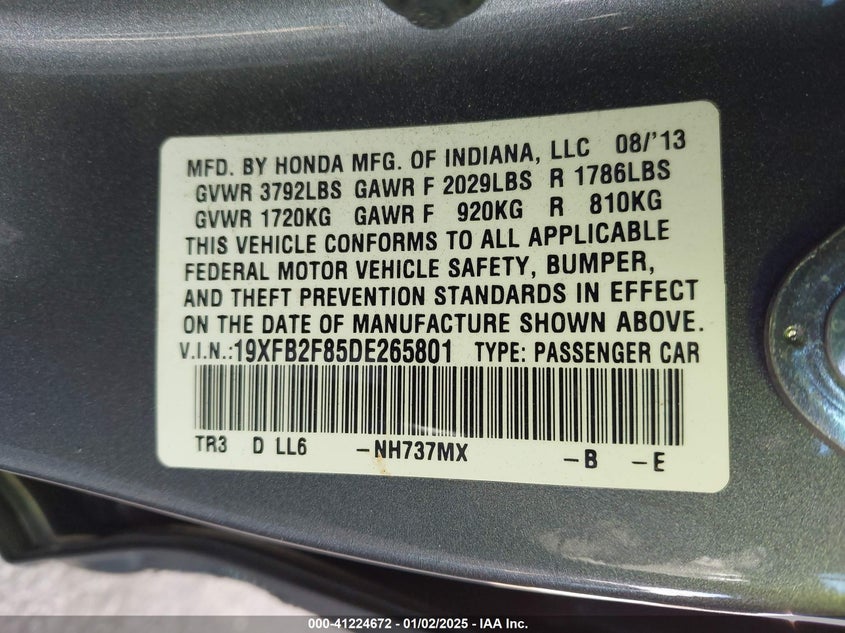 MFD. BY HONDA MFG. OF INDIANA, LLC 08/'13
GVWR 3792LBS GAWR F 2029LBS R 1786LBS
GVWR 1720KG GAWR F 920KG R 810KG
THIS VEHICLE CONFORMS TO ALL APPLICABLE
FEDERAL MOTOR VEHICLE SAFETY, BUMPER,
AND THEFT PREVENTION STANDARDS IN EFFECT
ON THE DATE OF MANUFACTURE SHOWN ABOVE.
V.I.N.:19XFB2F85DE265801 TYPE: PASSENGER CAR
TR3 D LL6 -NH737MX -B -E
000-41224672 - 01/02/2025 - IAA Inc.